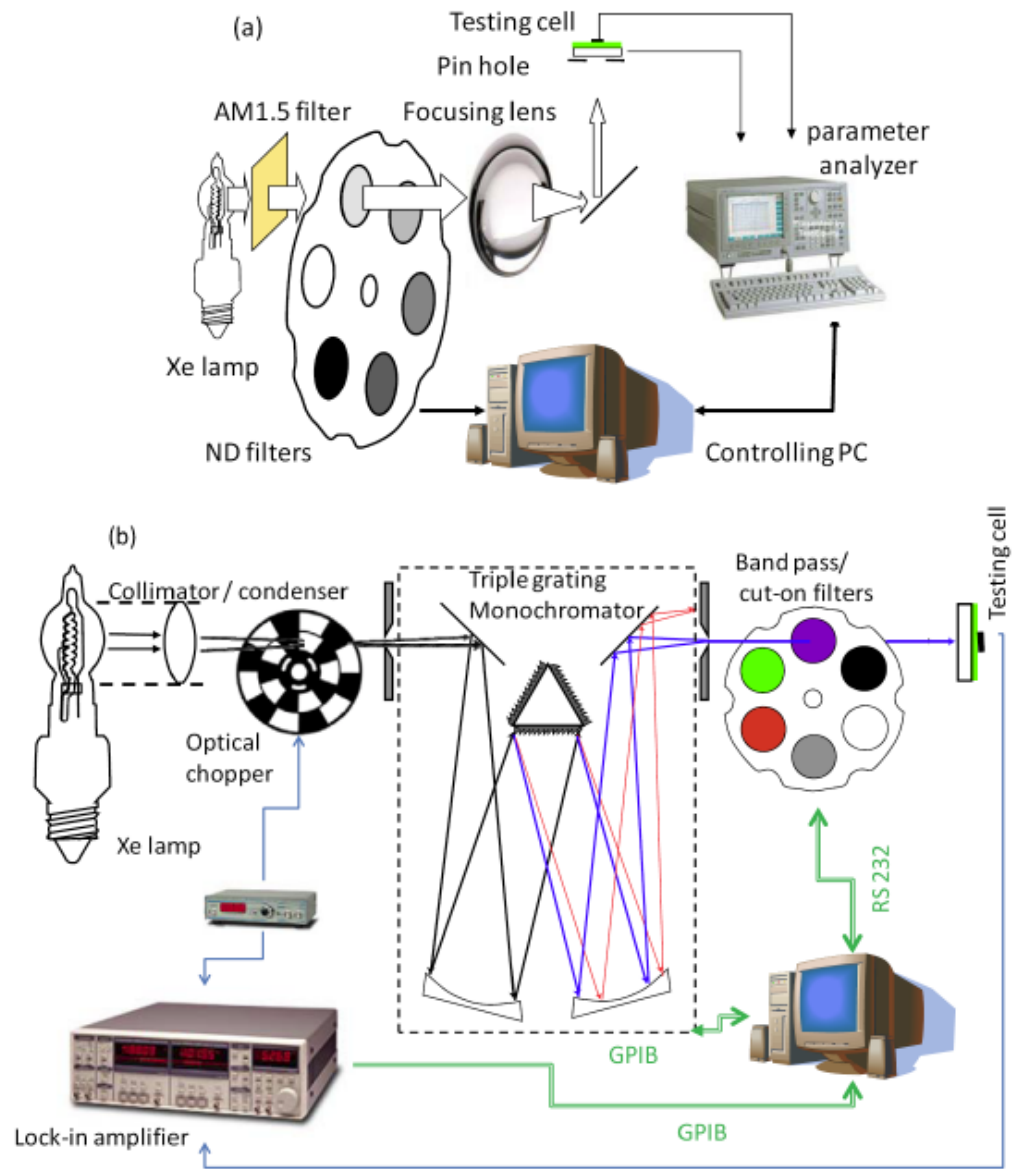 (a)
Testing cell
Pin hole
AM1.5 filter
Focusing lens
parameter
analyzer
Xe lamp
ND filters
Controlling PC
(b)
Collimator / condenser
Triple grating
Monochromator
Band pass/
cut-on filters
Testing cell
Optical
chopper
Xe lamp
RS 232
GPIB
GPIB
Lock-in amplifier